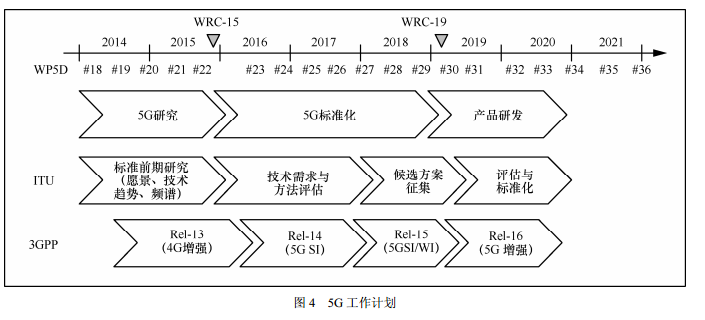 WRC-15 WRC-19
2014 2015 2016 2017 2018 2019 2020 2021
WP5D #18 #19 #20 #21 #22 #23 #24 #25 #26 #27 #28 #29 #30 #31 #32 #33 #34 #35 #36
5G研究 5G标准化 产品研发
ITU
标准前期研究
(愿景、技术
趋势、频谱)
技术需求与
方法评估
候选方案
征集
评估与
标准化
3GPP
Rel-13
(4G增强)
Rel-14
(5G SI)
Rel-15
(5GSI/WI)
Rel-16
(5G 增强)
图 4 5G 工作计划